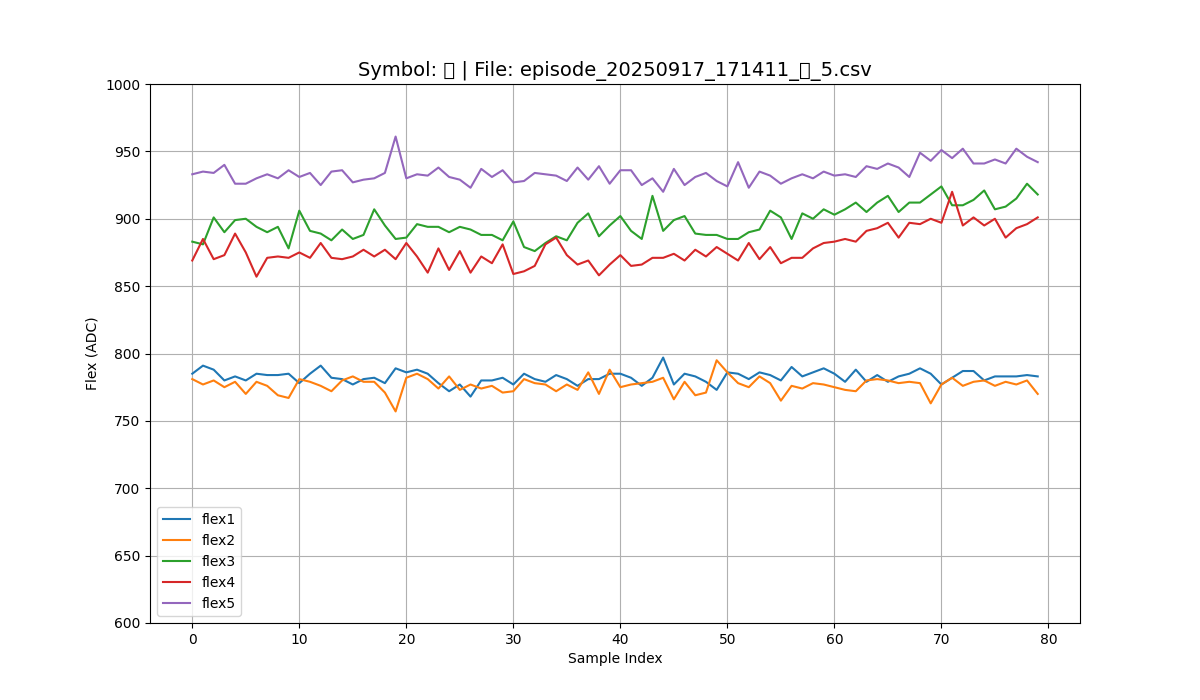 Symbol: ▯ | File: episode_20250917_171411_▯_5.csv
1000
950
900
850
800
750
700
650
600
Flex (ADC)
flex1
flex2
flex3
flex4
flex5
0 10 20 30 40 50 60 70 80
Sample Index